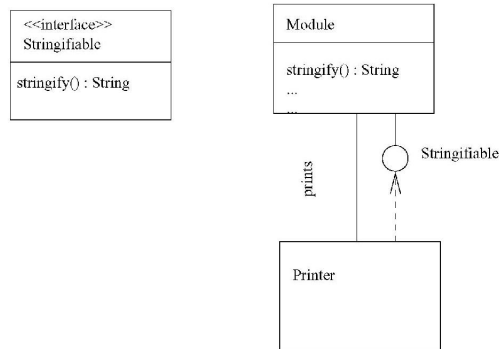 <<interface>>
Stringifiable
stringify() : String
Module
stringify() : String
...
...
prints
Stringifiable
Printer